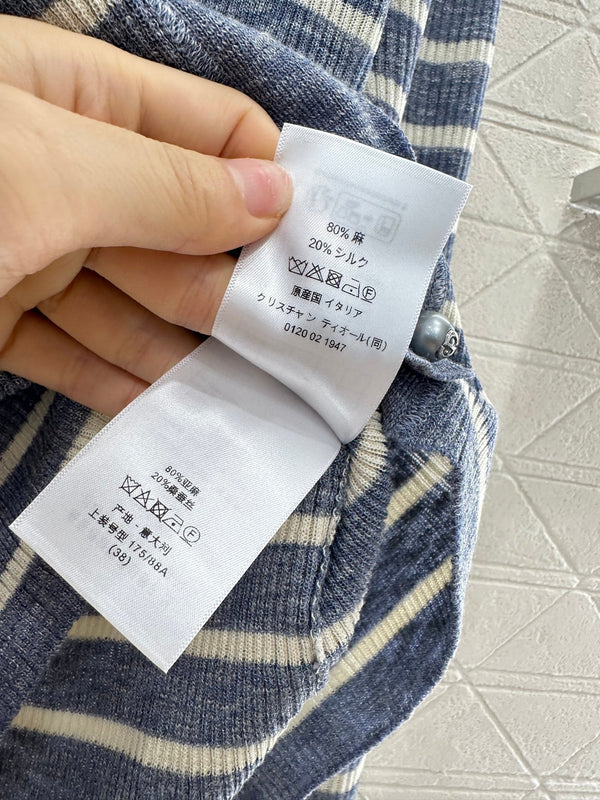 80% 麻
20% シルク
Ⓕ
原産国 イタリア
クリスチャン ディオール(同)
0120 02 1947
80%亚麻
20%桑蚕丝
Ⓕ
产地 - 意大利
上装号型 175/88A
(38)